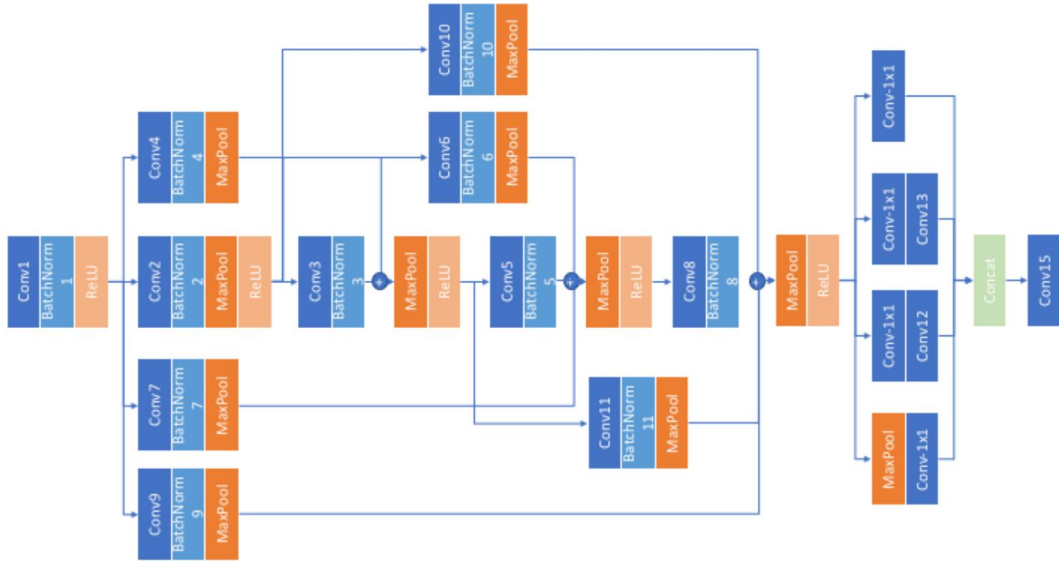 Conv1
BatchNorm
1
ReLU
Conv9
BatchNorm
9
MaxPool
Conv7
BatchNorm
7
MaxPool
Conv2
BatchNorm
2
MaxPool
ReLU
Conv4
BatchNorm
4
MaxPool
Conv3
BatchNorm
3
+
MaxPool
ReLU
Conv6
BatchNorm
6
MaxPool
Conv10
BatchNorm
10
MaxPool
Conv5
BatchNorm
5
+
MaxPool
ReLU
Conv11
BatchNorm
11
MaxPool
Conv8
BatchNorm
8
+
MaxPool
ReLU
MaxPool
Conv-1x1
Conv-1x1
Conv12
Conv-1x1
Conv13
Conv-1x1
Concat
Conv15